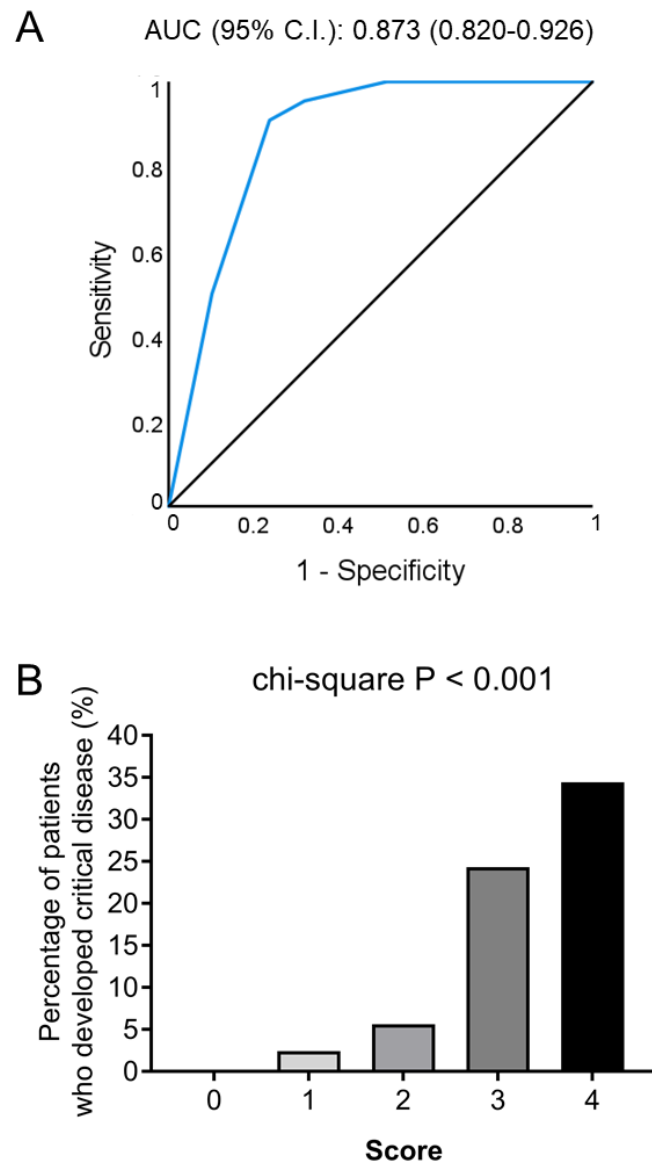 A
AUC (95% C.I.): 0.873 (0.820-0.926)
Sensitivity
1
0.8
0.6
0.4
0.2
0
0 0.2 0.4 0.6 0.8 1
1 - Specificity
B
chi-square P < 0.001
Percentage of patients
who developed critical disease (%)
40
35
30
25
20
15
10
5
0
0 1 2 3 4
Score